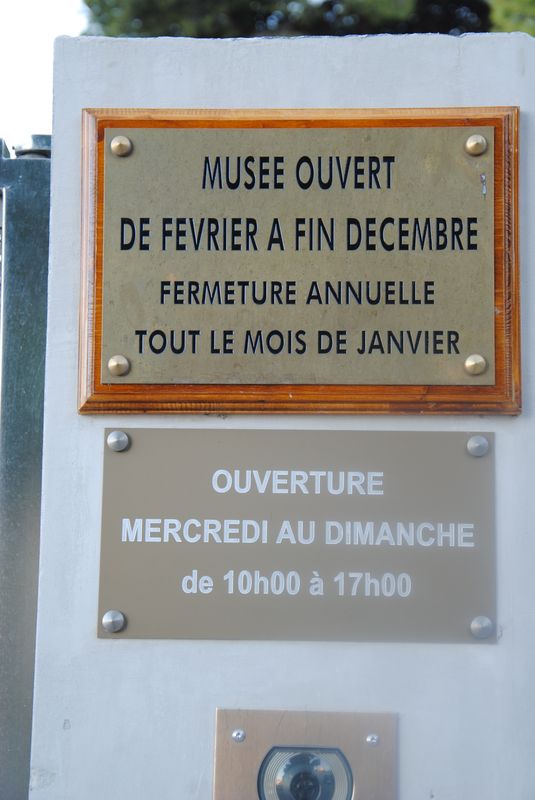 MUSEE OUVERT
DE FEVRIER A FIN DECEMBRE
FERMETURE ANNUELLE
TOUT LE MOIS DE JANVIER
OUVERTURE
MERCREDI AU DIMANCHE
de 10h00 à 17h00